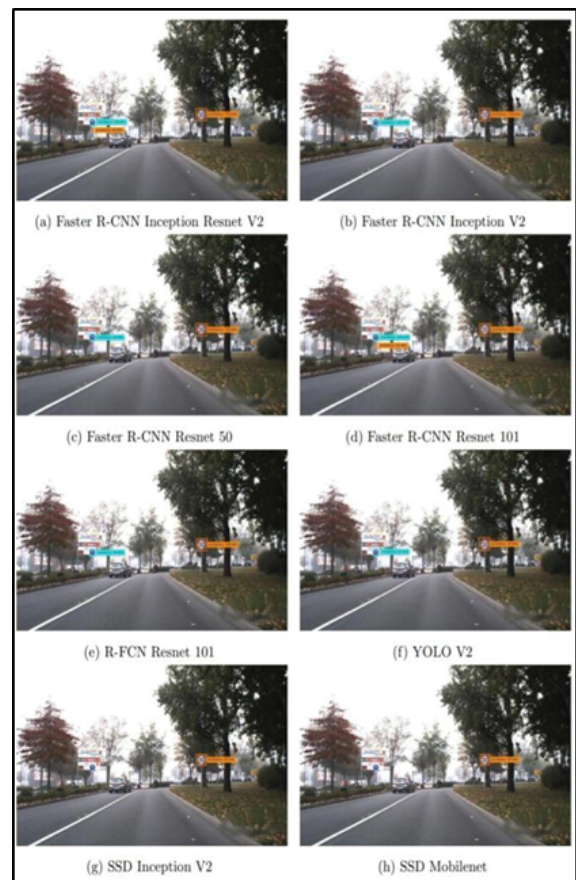 (a) Faster R-CNN Inception Resnet V2
(b) Faster R-CNN Inception V2
(c) Faster R-CNN Resnet 50
(d) Faster R-CNN Resnet 101
(e) R-FCN Resnet 101
(f) YOLO V2
(g) SSD Inception V2
(h) SSD Mobilenet